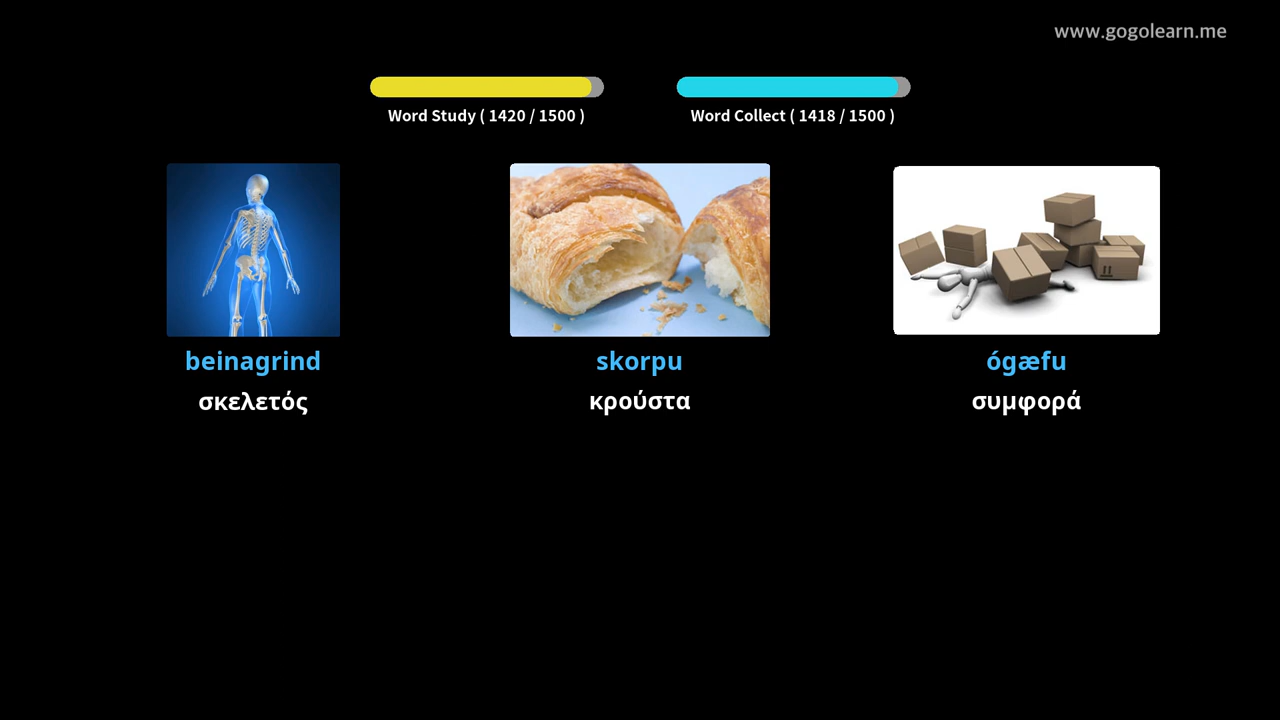 www.gogolearn.me
Word Study ( 1420 / 1500 )
Word Collect ( 1418 / 1500 )
beinagrind
σκελετός
skorpu
κρούστα
ógæfu
συμφορά